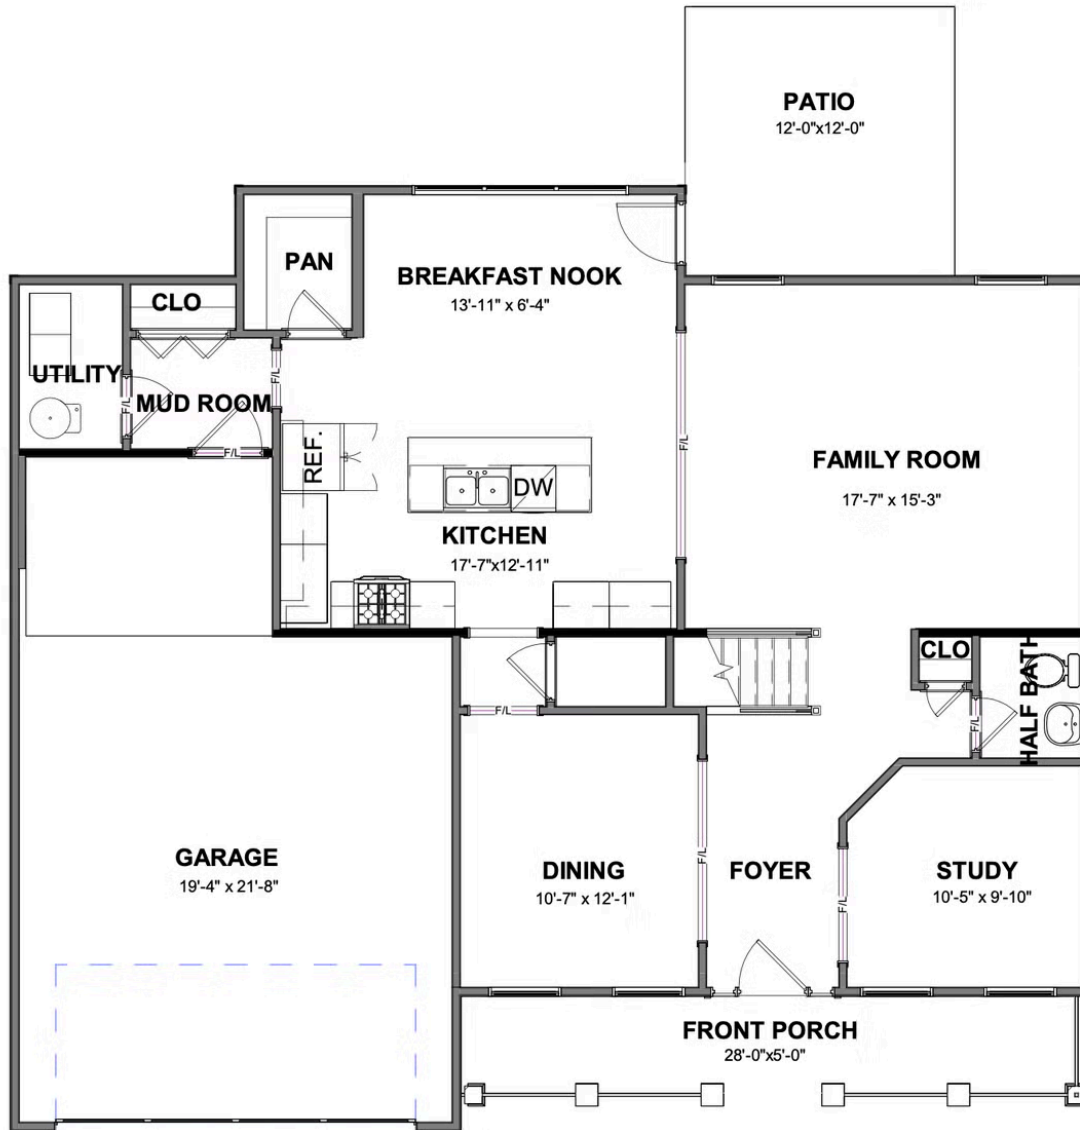 PATIO
12'-0"x12'-0"
PAN
BREAKFAST NOOK
13'-11" x 6'-4"
CLO
UTILITY
F/L
MUD ROOM
F/L
F/L
REF.
DW
F/L
FAMILY ROOM
17'-7" x 15'-3"
KITCHEN
17'-7"x12'-11"
CLO
HALF BATH
F/L
F/L
GARAGE
19'-4" x 21'-8"
DINING
10'-7" x 12'-1"
F/L
FOYER
F/L
STUDY
10'-5" x 9'-10"
FRONT PORCH
28'-0"x5'-0"